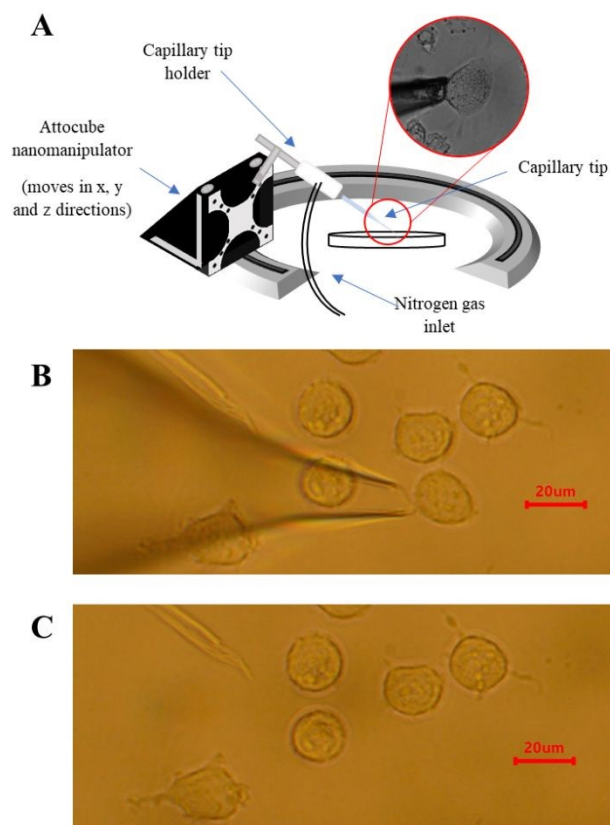 A
Capillary tip
holder
Attocube
nanomanipulator
(moves in x, y
and z directions)
Capillary tip
Nitrogen gas
inlet
B
20um
C
20um